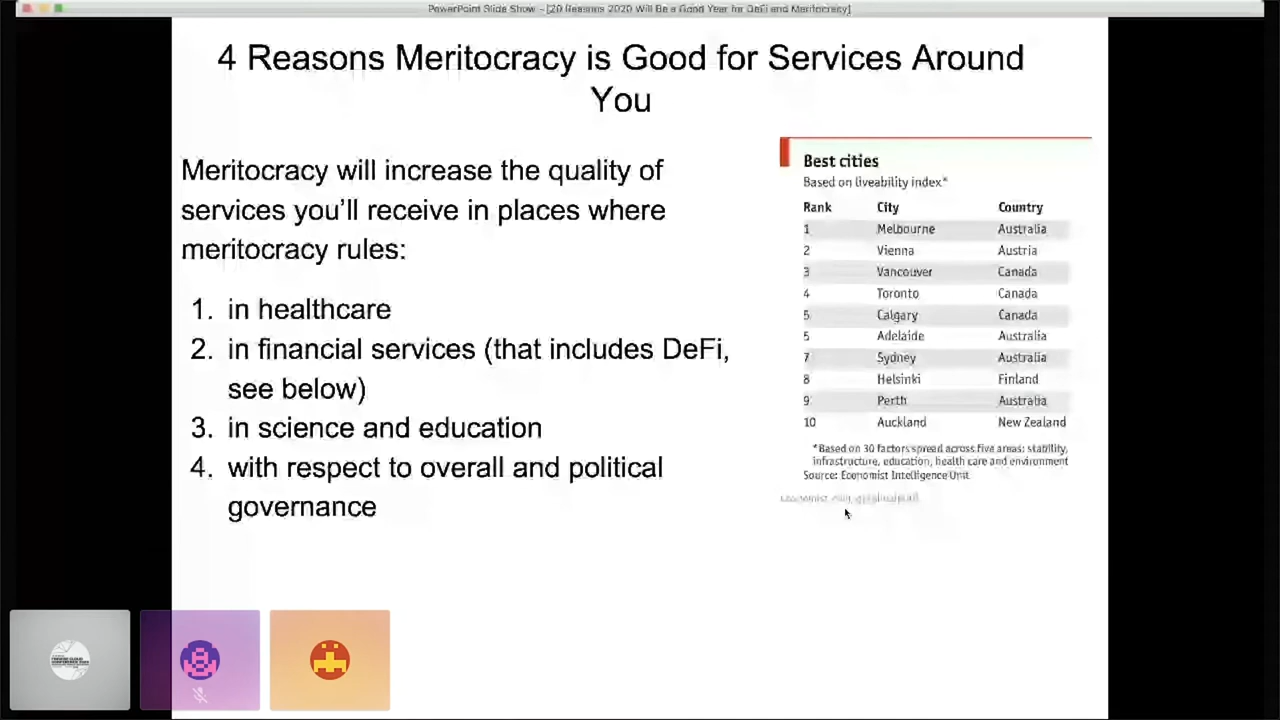 PowerPoint Slide Show - [20 Reasons 2020 Will Be a Good Year for DeFi and Meritocracy]
4 Reasons Meritocracy is Good for Services Around
You
Meritocracy will increase the quality of
services you'll receive in places where
meritocracy rules:
1. in healthcare
2. in financial services (that includes DeFi,
see below)
3. in science and education
4. with respect to overall and political
governance
Best cities
Based on liveability index*
Rank City Country
1 Melbourne Australia
2 Vienna Austria
3 Vancouver Canada
4 Toronto Canada
5 Calgary Canada
5 Adelaide Australia
7 Sydney Australia
8 Helsinki Finland
9 Perth Australia
10 Auckland New Zealand
*Based on 30 factors spread across five areas: stability,
infrastructure, education, health care and environment
Source: Economist Intelligence Unit